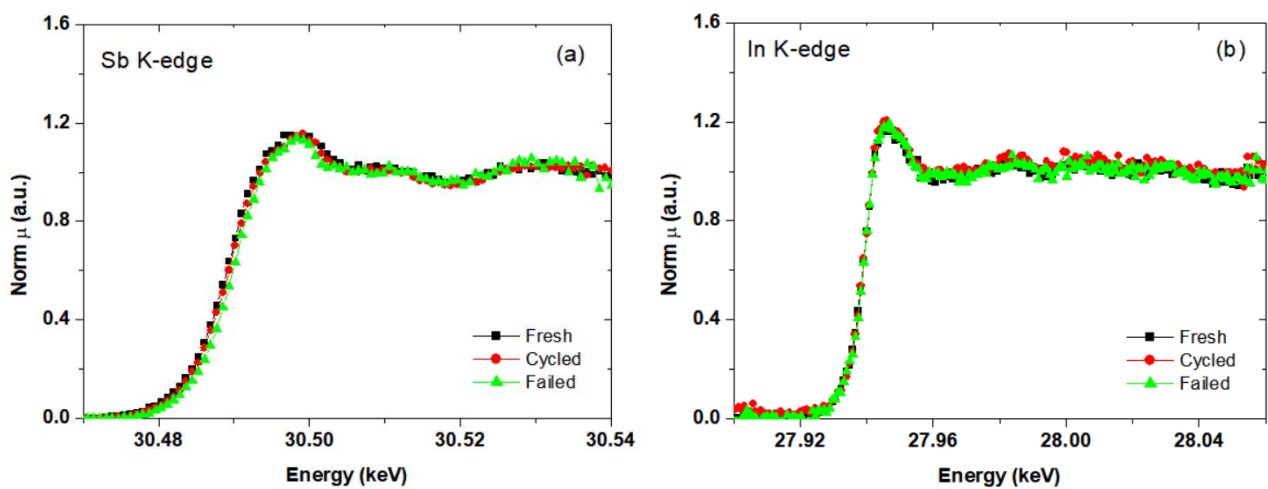 1.6
Sb K-edge
(a)
1.2
0.8
0.4
0.0
Norm μ (a.u.)
Fresh
Cycled
Failed
30.48
30.50
30.52
30.54
Energy (keV)
1.6
In K-edge
(b)
1.2
0.8
0.4
0.0
Norm μ (a.u.)
Fresh
Cycled
Failed
27.92
27.96
28.00
28.04
Energy (keV)